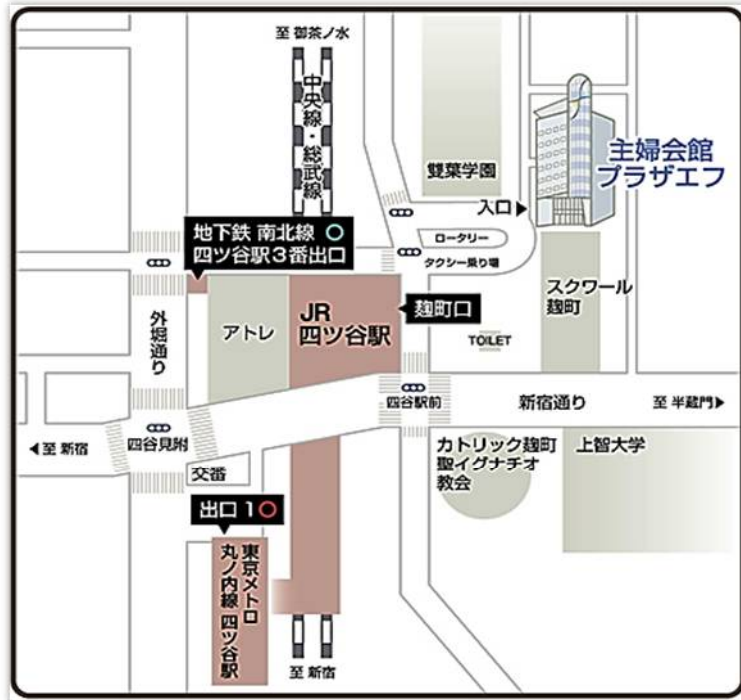 至 御茶ノ水
中央線・総武線
雙葉学園
主婦会館
プラザエフ
入口▶
地下鉄 南北線 ○
四ツ谷駅3番出口
ロータリー
タクシー乗り場
外堀通り
アトレ
JR
四ツ谷駅
麹町口
スクワール
麹町
TOILET
四谷駅前
新宿通り
至 半蔵門▶
◀至 新宿
四谷見附
交番
カトリック麹町
聖イグナチオ
教会
上智大学
出口 1○
東京メトロ
丸ノ内線 四ツ谷駅
至 新宿